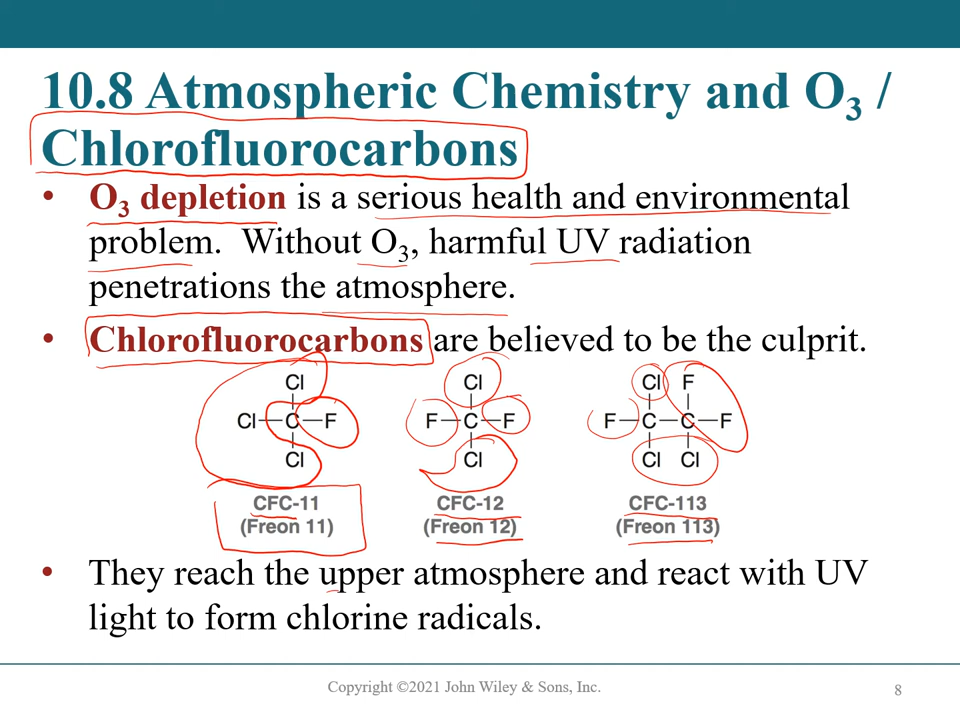 10.8 Atmospheric Chemistry and O₃ /
Chlorofluorocarbons
• O₃ depletion is a serious health and environmental
problem. Without O₃, harmful UV radiation
penetrations the atmosphere.
• Chlorofluorocarbons are believed to be the culprit.
Cl Cl Cl F
Cl—C—F F—C—F F—C—C—F
Cl Cl Cl Cl
CFC-11 CFC-12 CFC-113
(Freon 11) (Freon 12) (Freon 113)
• They reach the upper atmosphere and react with UV
light to form chlorine radicals.
Copyright ©2021 John Wiley & Sons, Inc.
8